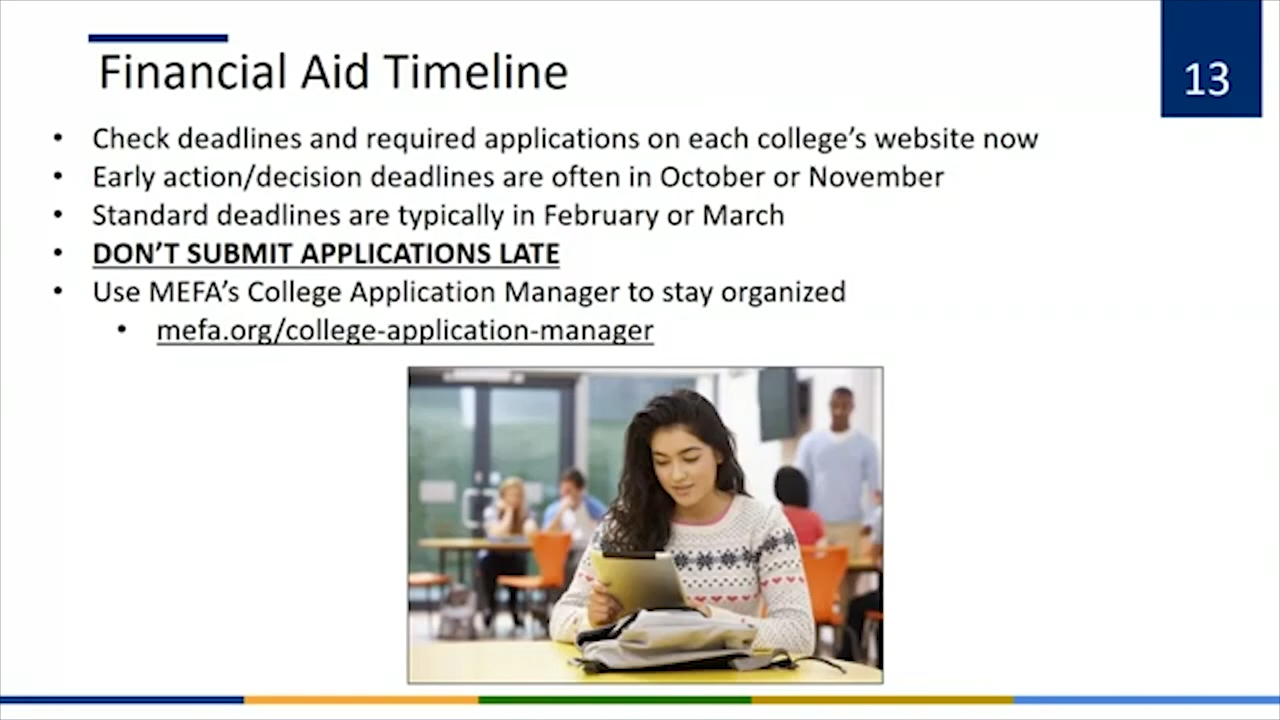 Financial Aid Timeline
13
• Check deadlines and required applications on each college’s website now
• Early action/decision deadlines are often in October or November
• Standard deadlines are typically in February or March
• DON’T SUBMIT APPLICATIONS LATE
• Use MEFA’s College Application Manager to stay organized
• mefa.org/college-application-manager